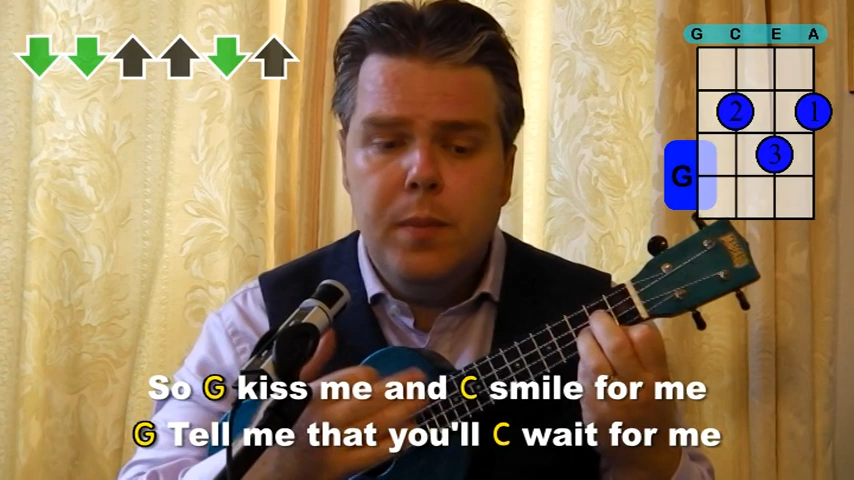 G C E A
2 1
3
G
So G kiss me and C smile for me
G Tell me that you'll C wait for me